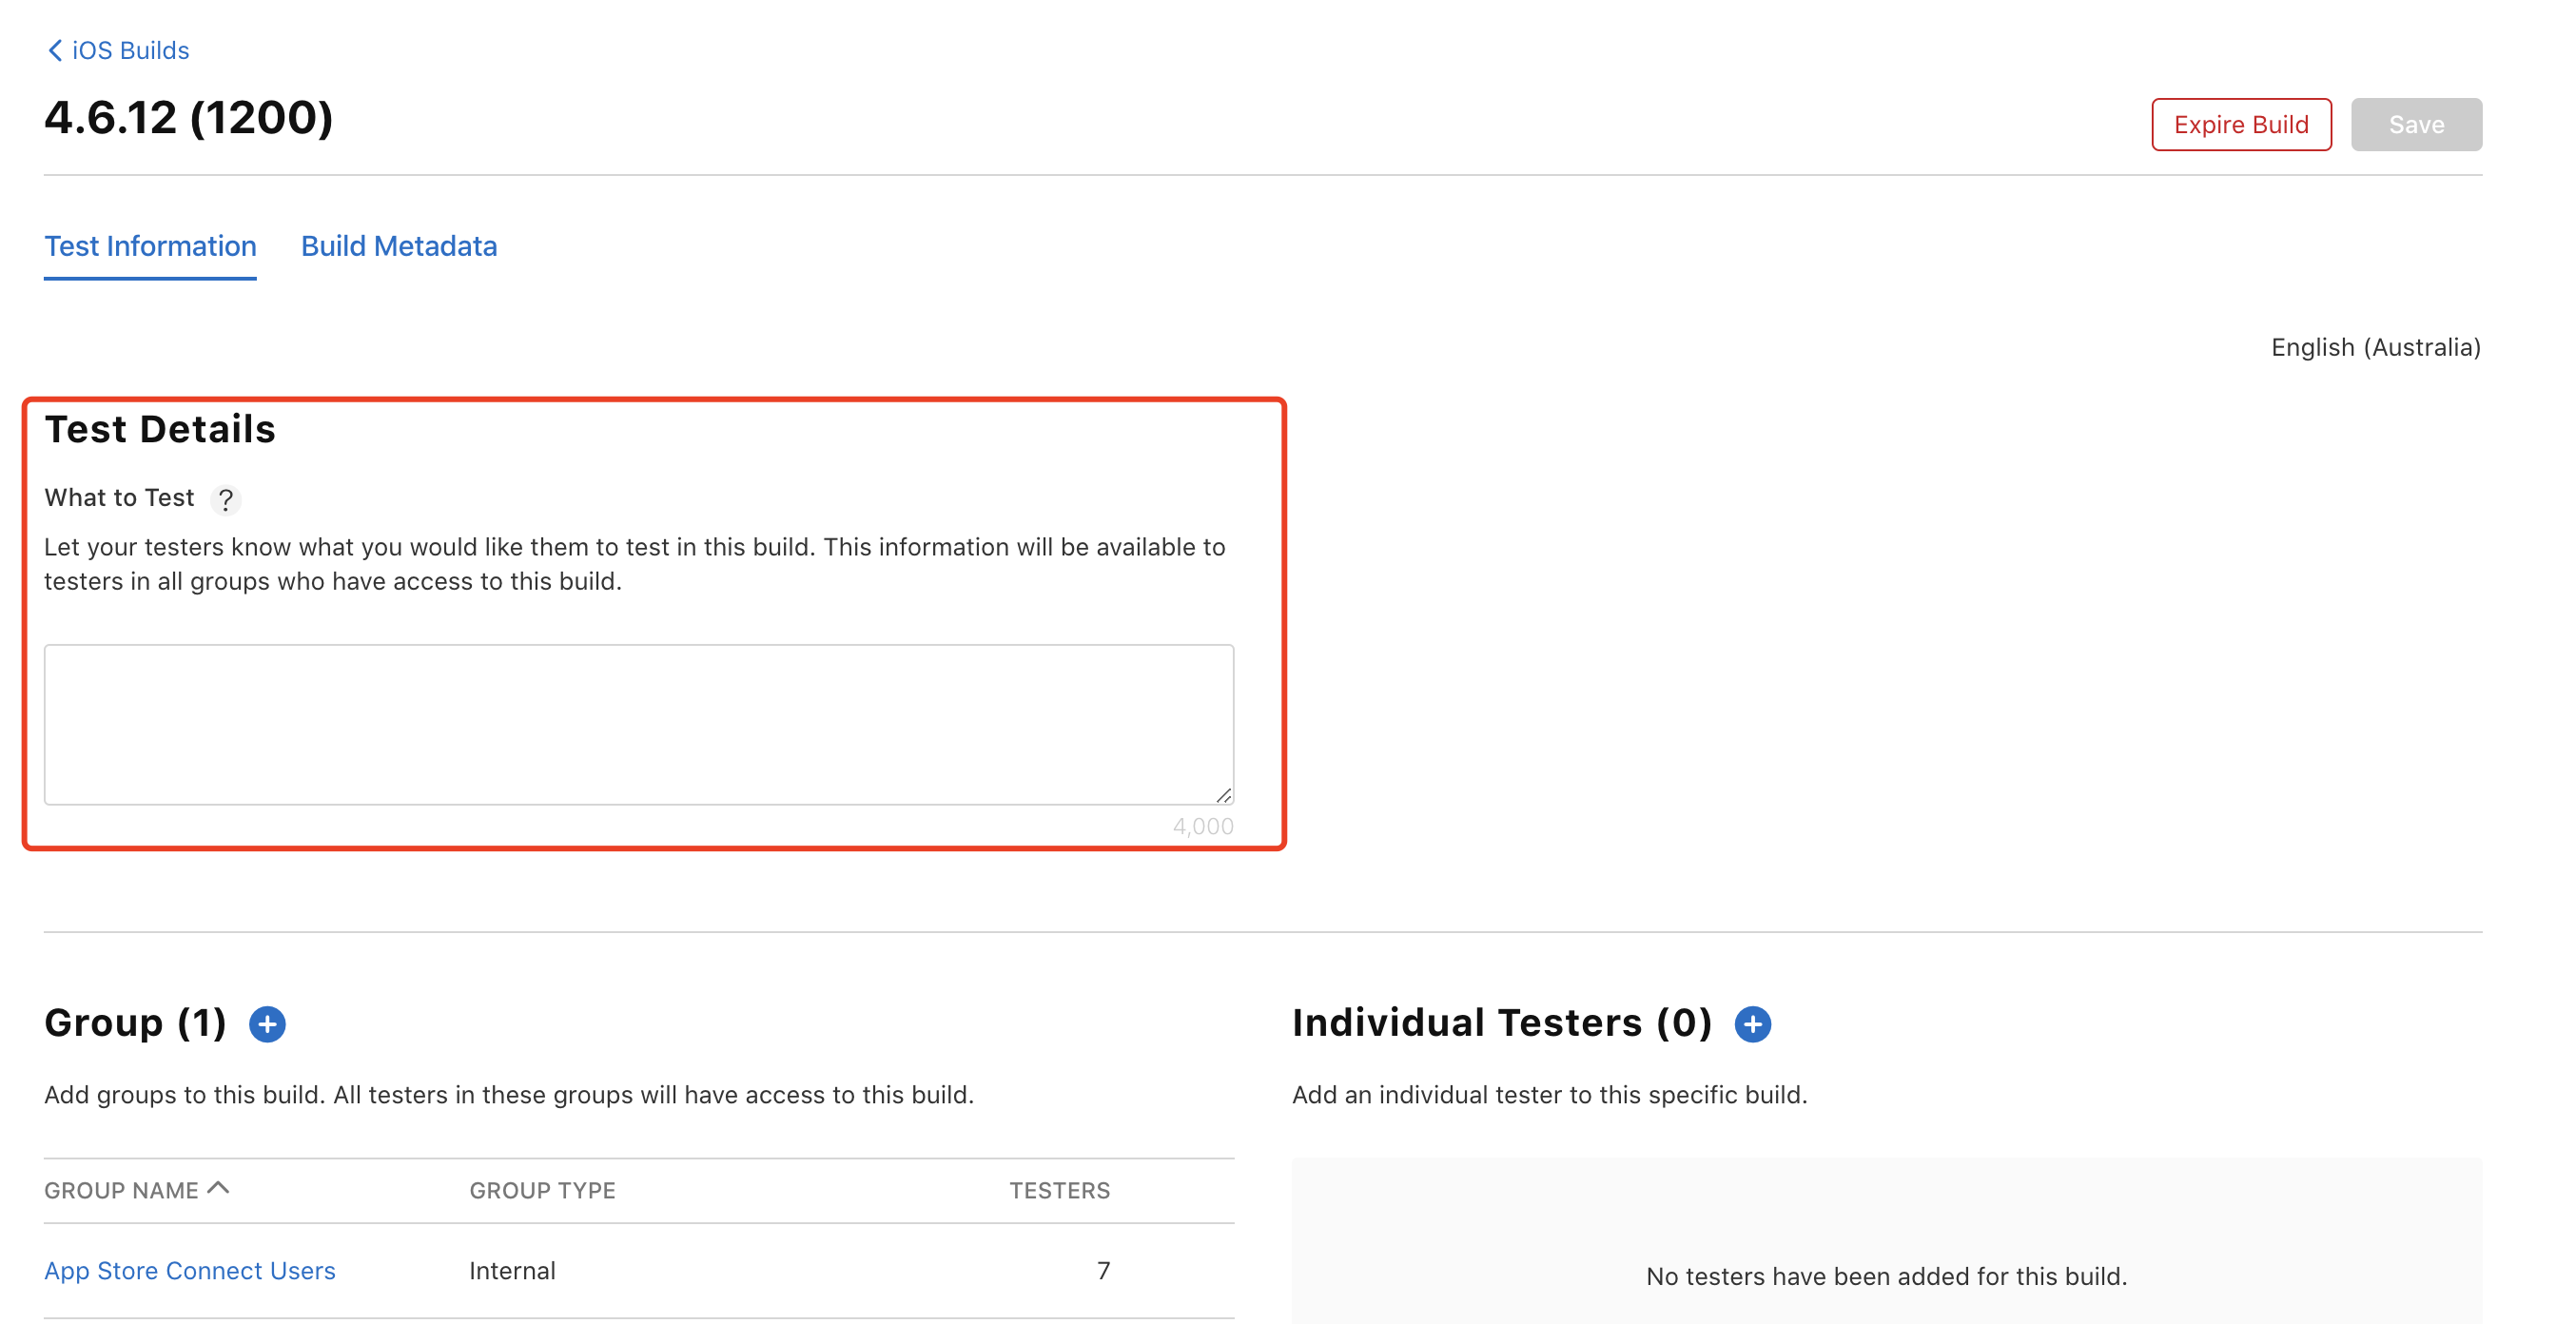 iOS Builds
4.6.12 (1200)
Expire Build
Save
Test Information
Build Metadata
English (Australia)
Test Details
What to Test ?
Let your testers know what you would like them to test in this build. This information will be available to
testers in all groups who have access to this build.
4,000
Group (1)
Add groups to this build. All testers in these groups will have access to this build.
GROUP NAME GROUP TYPE TESTERS
App Store Connect Users Internal 7
Individual Testers (0)
Add an individual tester to this specific build.
No testers have been added for this build.